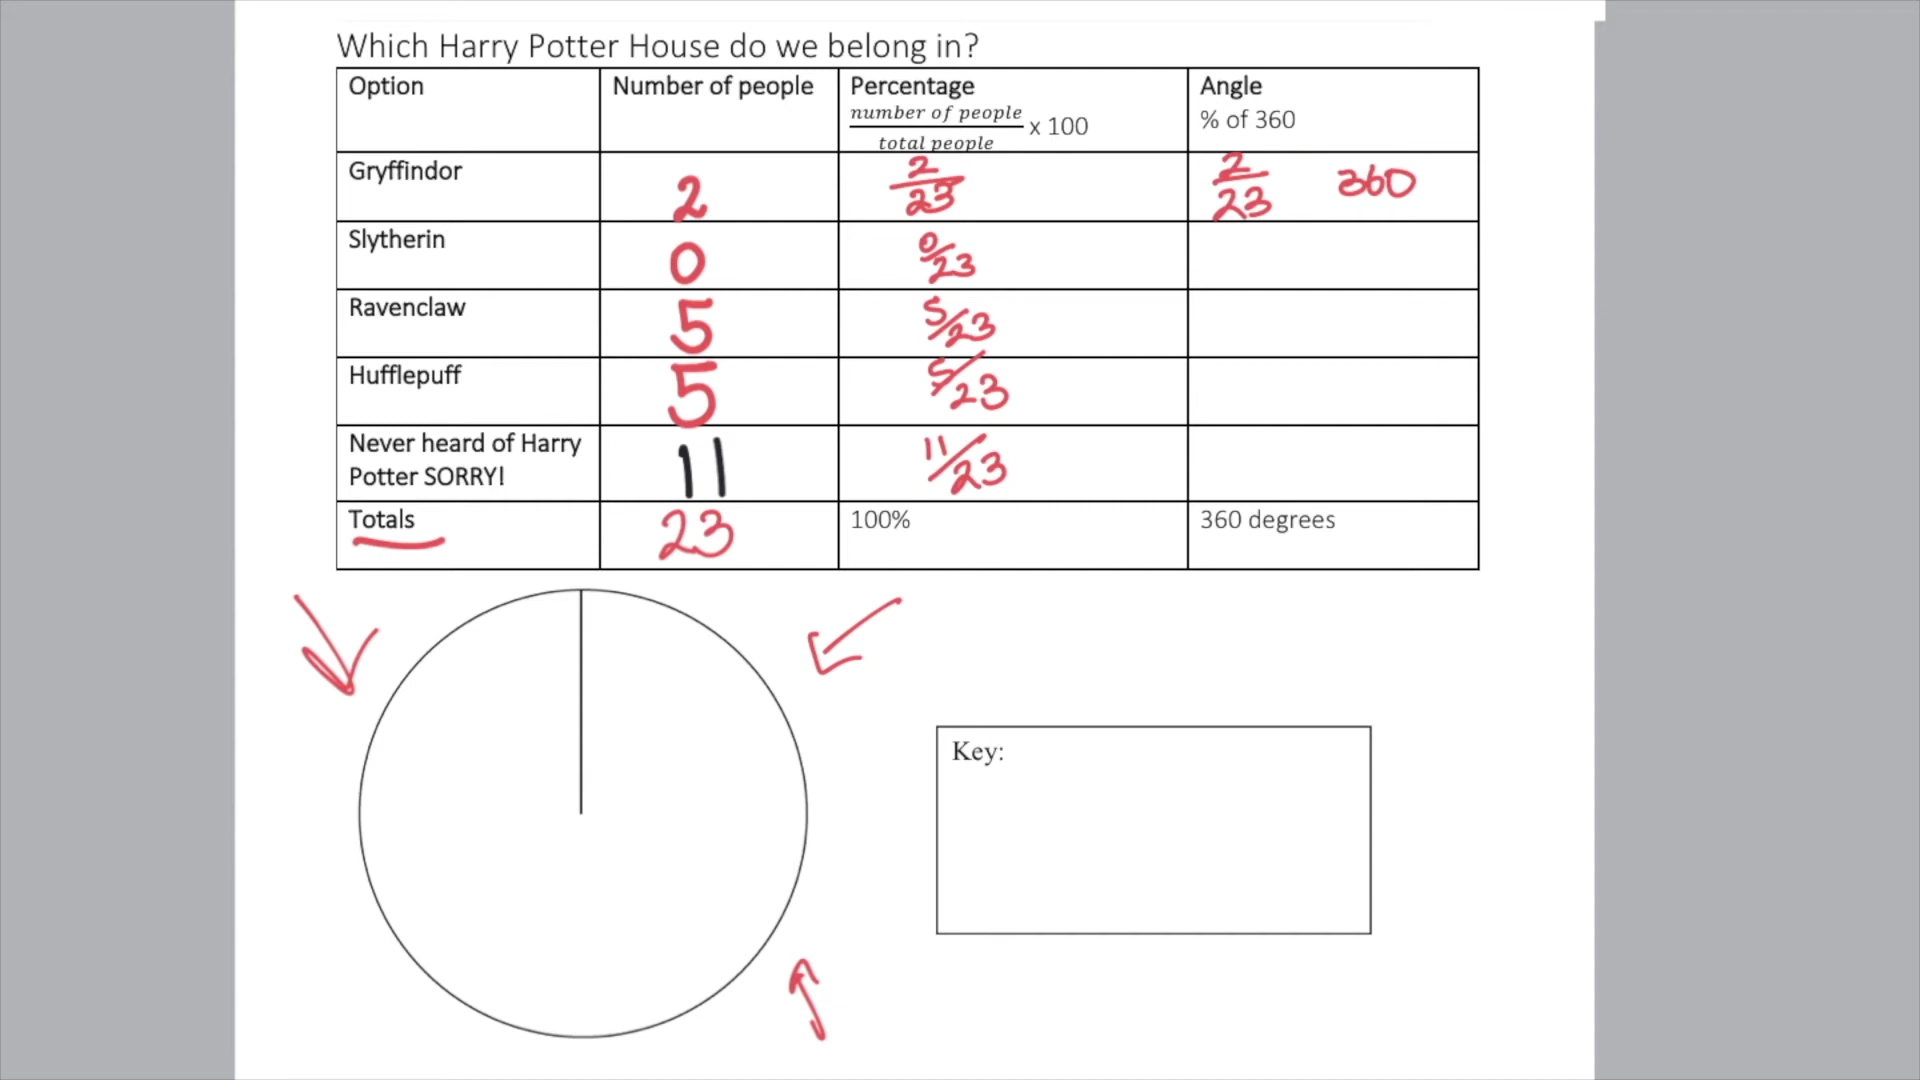 Which Harry Potter House do we belong in?
Option Number of people Percentage Angle
number of people
total people
x 100
% of 360
Gryffindor 2 2/23 2/23 360
Slytherin 0 0/23
Ravenclaw 5 5/23
Hufflepuff 5 5/23
Never heard of Harry
Potter SORRY! 11 11/23
Totals 23 100% 360 degrees
Key: